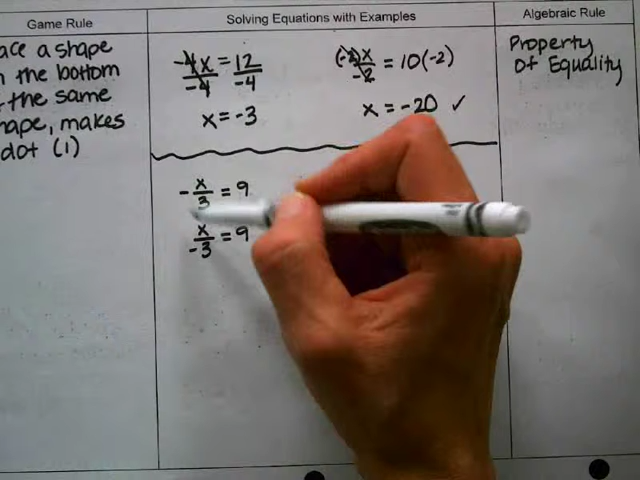 Game Rule
Solving Equations with Examples
Algebraic Rule
ace a shape
the bottom
the same
hape, makes
dot (1)
-4x/-4 = 12/-4
x = -3
(-2)x/-2 = 10(-2)
x = -20 ✓
-x/3 = 9
x/-3 = 9
Property
Of Equality